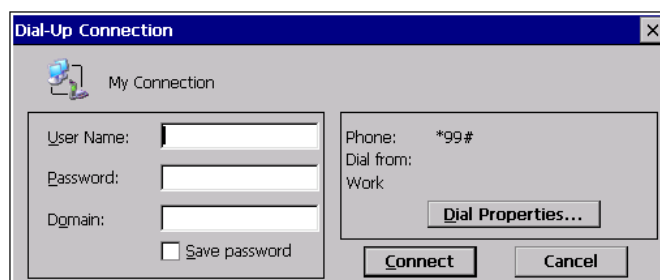 Dial-Up Connection
My Connection
User Name:
Password:
Domain:
Save password
Phone: *99#
Dial from:
Work
Dial Properties...
Connect Cancel